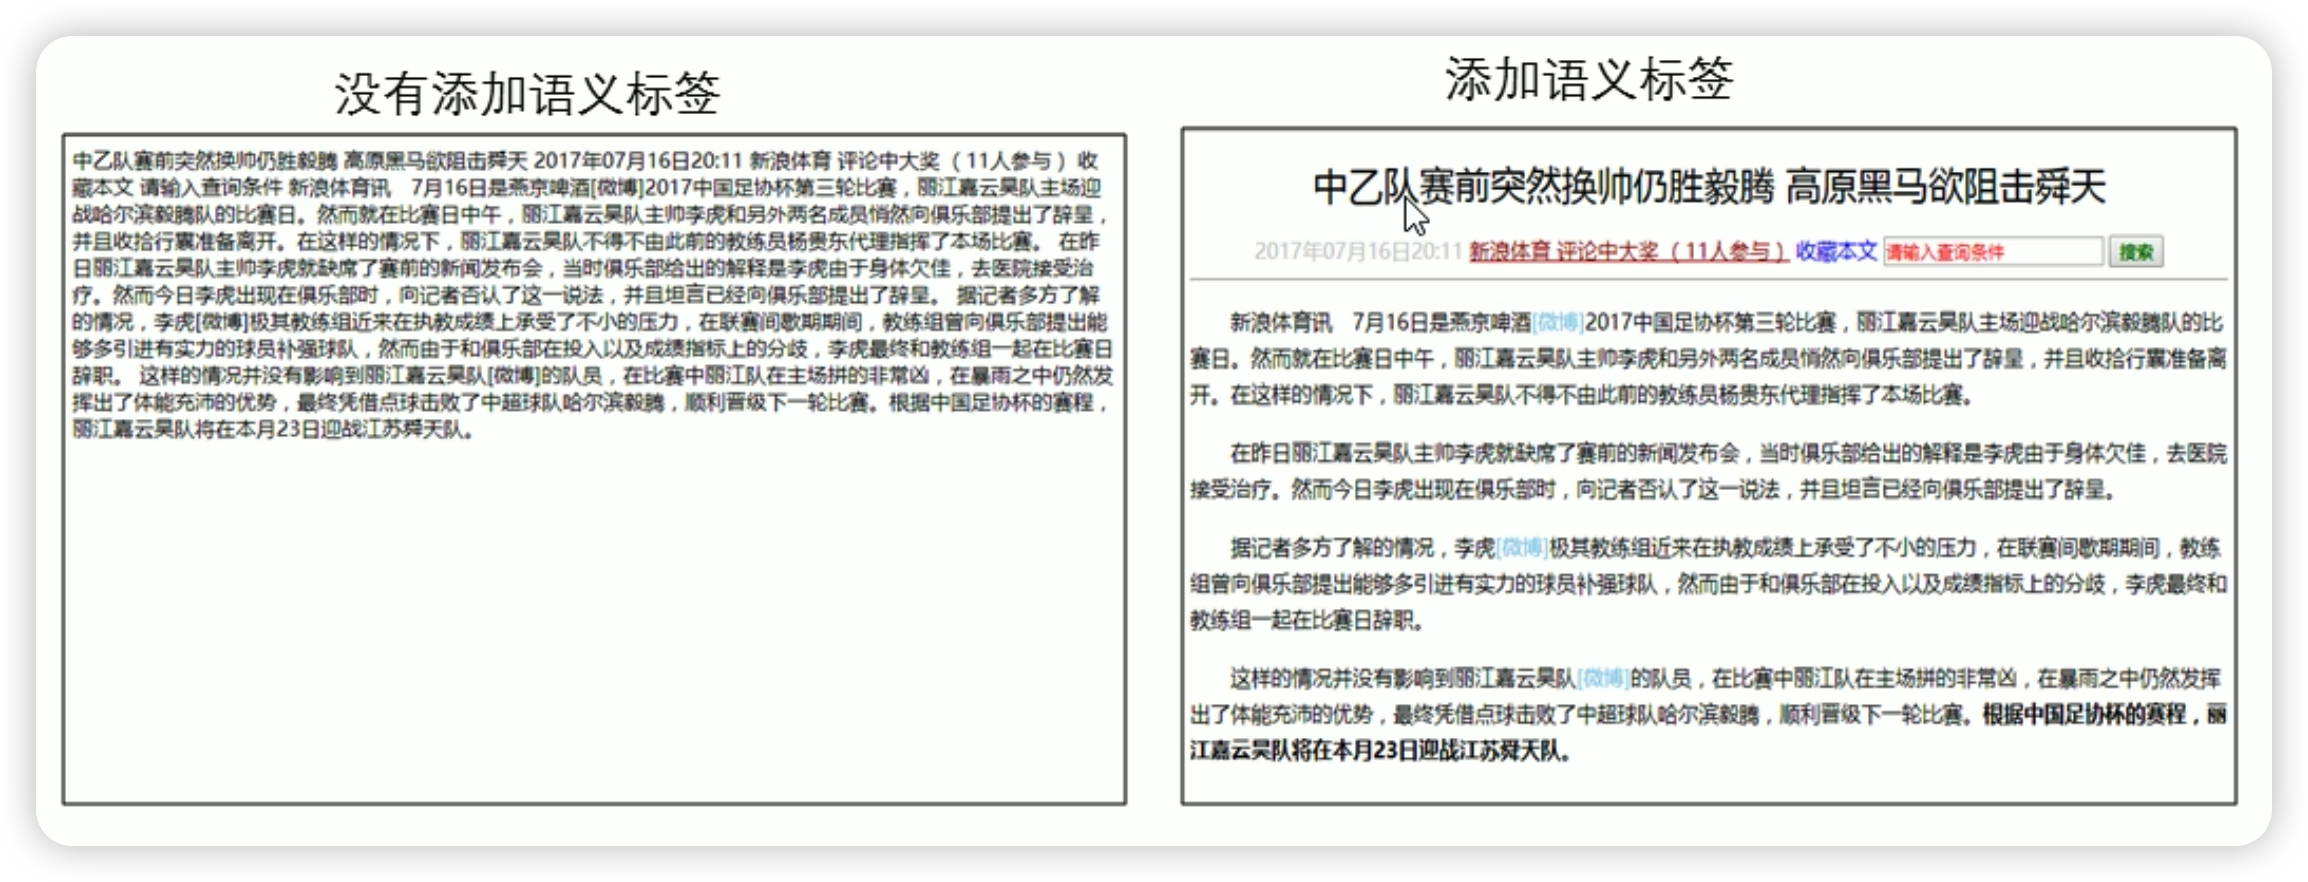 没有添加语义标签
中乙队赛前突然换帅仍胜毅腾 高原黑马欲阻击舜天 2017年07月16日20:11 新浪体育 评论中大奖（11人参与）收
藏本文 请输入查询条件 新浪体育讯　7月16日是燕京啤酒[微博]2017中国足协杯第三轮比赛，丽江嘉云昊队主场迎
战哈尔滨毅腾队的比赛日。然而就在比赛日中午，丽江嘉云昊队主帅李虎和另外两名成员悄然向俱乐部提出了辞呈，
并且收拾行囊准备离开。在这样的情况下，丽江嘉云昊队不得不由此前的教练员杨贵东代理指挥了本场比赛。 在昨
日丽江嘉云昊队主帅李虎就缺席了赛前的新闻发布会，当时俱乐部给出的解释是李虎由于身体欠佳，去医院接受治
疗。然而今日李虎出现在俱乐部时，向记者否认了这一说法，并且坦言已经向俱乐部提出了辞呈。 据记者多方了解
的情况，李虎[微博]极其教练组近来在执教成绩上承受了不小的压力，在联赛间歇期期间，教练组曾向俱乐部提出能
够多引进有实力的球员补强球队，然而由于和俱乐部在投入以及成绩指标上的分歧，李虎最终和教练组一起在比赛日
辞职。 这样的情况并没有影响到丽江嘉云昊队[微博]的队员，在比赛中丽江队在主场拼的非常凶，在暴雨之中仍然发
挥出了体能充沛的优势，最终凭借点球击败了中超球队哈尔滨毅腾，顺利晋级下一轮比赛。根据中国足协杯的赛程，
丽江嘉云昊队将在本月23日迎战江苏舜天队。
添加语义标签
中乙队赛前突然换帅仍胜毅腾 高原黑马欲阻击舜天
2017年07月16日20:11 新浪体育 评论中大奖（11人参与） 收藏本文 请输入查询条件 搜索
新浪体育讯　7月16日是燕京啤酒[微博]2017中国足协杯第三轮比赛，丽江嘉云昊队主场迎战哈尔滨毅腾队的比
赛日。然而就在比赛日中午，丽江嘉云昊队主帅李虎和另外两名成员悄然向俱乐部提出了辞呈，并且收拾行囊准备离
开。在这样的情况下，丽江嘉云昊队不得不由此前的教练员杨贵东代理指挥了本场比赛。
在昨日丽江嘉云昊队主帅李虎就缺席了赛前的新闻发布会，当时俱乐部给出的解释是李虎由于身体欠佳，去医院
接受治疗。然而今日李虎出现在俱乐部时，向记者否认了这一说法，并且坦言已经向俱乐部提出了辞呈。
据记者多方了解的情况，李虎[微博]极其教练组近来在执教成绩上承受了不小的压力，在联赛间歇期期间，教练
组曾向俱乐部提出能够多引进有实力的球员补强球队，然而由于和俱乐部在投入以及成绩指标上的分歧，李虎最终和
教练组一起在比赛日辞职。
这样的情况并没有影响到丽江嘉云昊队[微博]的队员，在比赛中丽江队在主场拼的非常凶，在暴雨之中仍然发挥
出了体能充沛的优势，最终凭借点球击败了中超球队哈尔滨毅腾，顺利晋级下一轮比赛。根据中国足协杯的赛程，丽
江嘉云昊队将在本月23日迎战江苏舜天队。